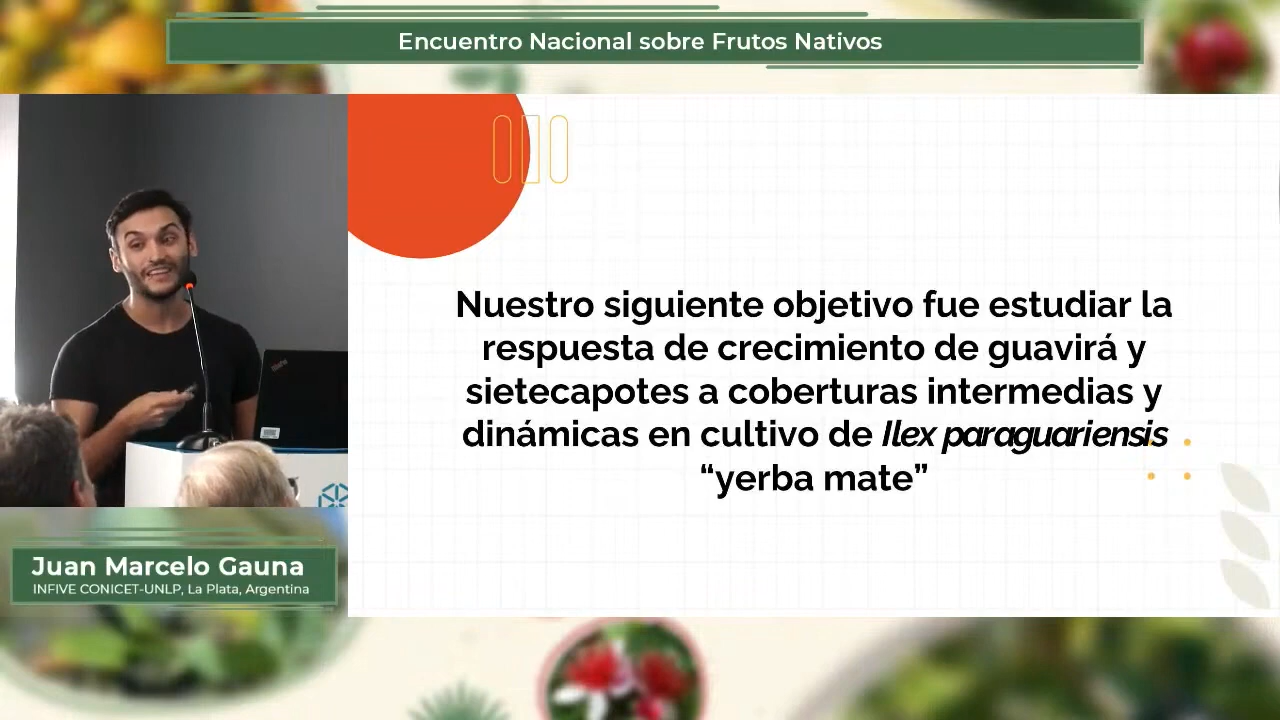 Encuentro Nacional sobre Frutos Nativos
Nuestro siguiente objetivo fue estudiar la
respuesta de crecimiento de guavirá y
sietecapotes a coberturas intermedias y
dinámicas en cultivo de Ilex paraguariensis
“yerba mate”
Juan Marcelo Gauna
INFIVE CONICET-UNLP, La Plata, Argentina